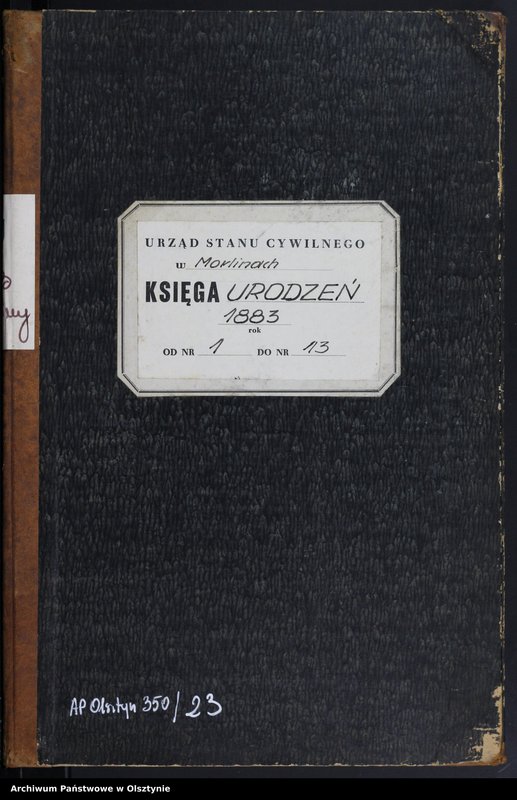 URZĄD STANU CYWILNEGO
w Morlinach
KSIĘGA URODZEŃ
1883
rok
OD NR 1 DO NR 13
AP Olsztyn 350/23
Archiwum Państwowe w Olsztynie